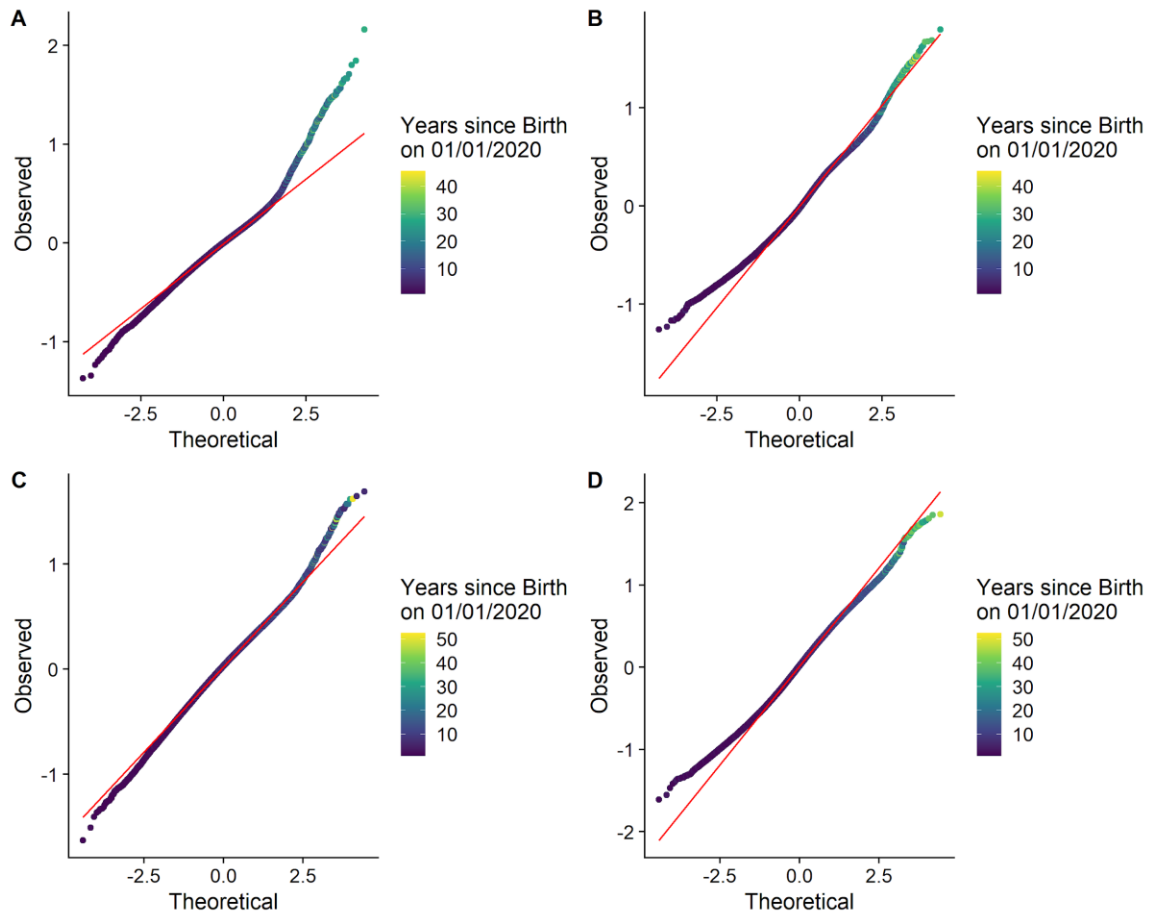 A
2
1
0
-1
Observed
-2.5
0.0
2.5
Theoretical
Years since Birth
on 01/01/2020
40
30
20
10
B
1
0
-1
Observed
-2.5
0.0
2.5
Theoretical
Years since Birth
on 01/01/2020
40
30
20
10
C
1
0
-1
Observed
-2.5
0.0
2.5
Theoretical
Years since Birth
on 01/01/2020
50
40
30
20
10
D
2
1
0
-1
-2
Observed
-2.5
0.0
2.5
Theoretical
Years since Birth
on 01/01/2020
50
40
30
20
10